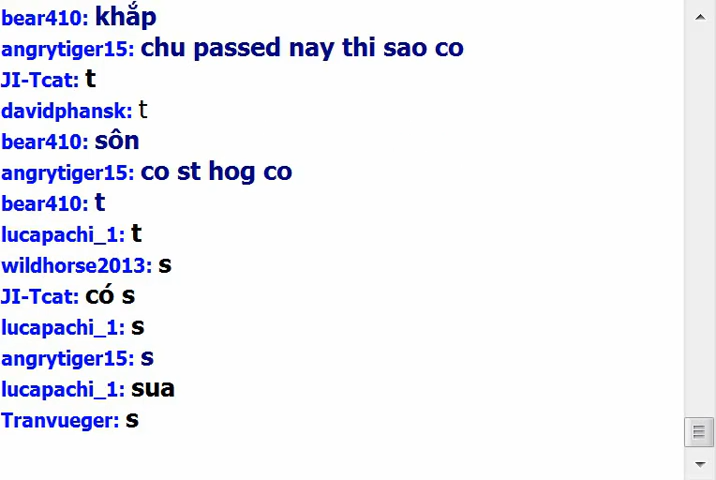 bear410: khắp
angrytiger15: chu passed nay thi sao co
JI-Tcat: t
davidphansk: t
bear410: sôn
angrytiger15: co st hog co
bear410: t
lucapachi_1: t
wildhorse2013: s
JI-Tcat: có s
lucapachi_1: s
angrytiger15: s
lucapachi_1: sua
Tranvueger: s